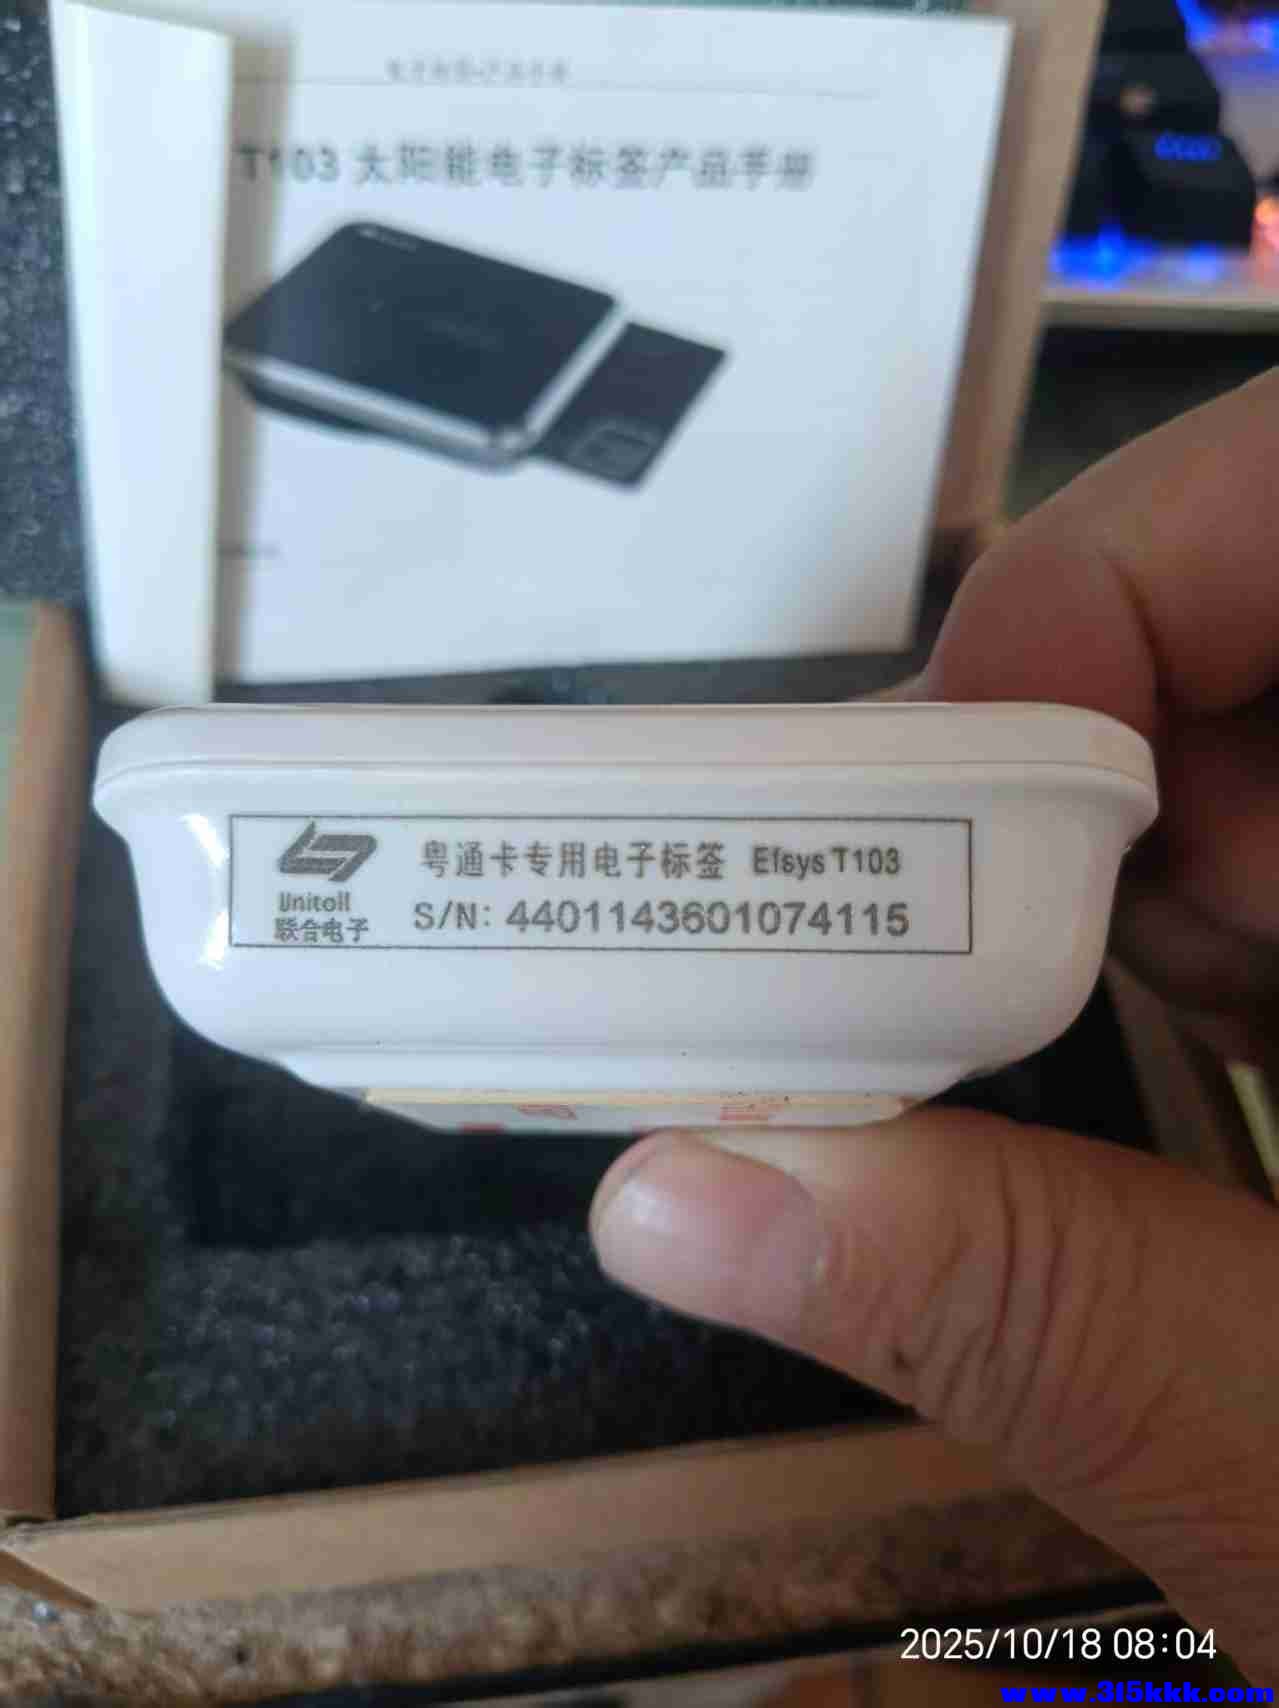 T103 太阳能电子标签产品手册
粤通卡专用电子标签 Efsys T103
Unitoll
联合电子
S/N: 4401143601074115
2025/10/18 08:04
www.3l5kkk.com